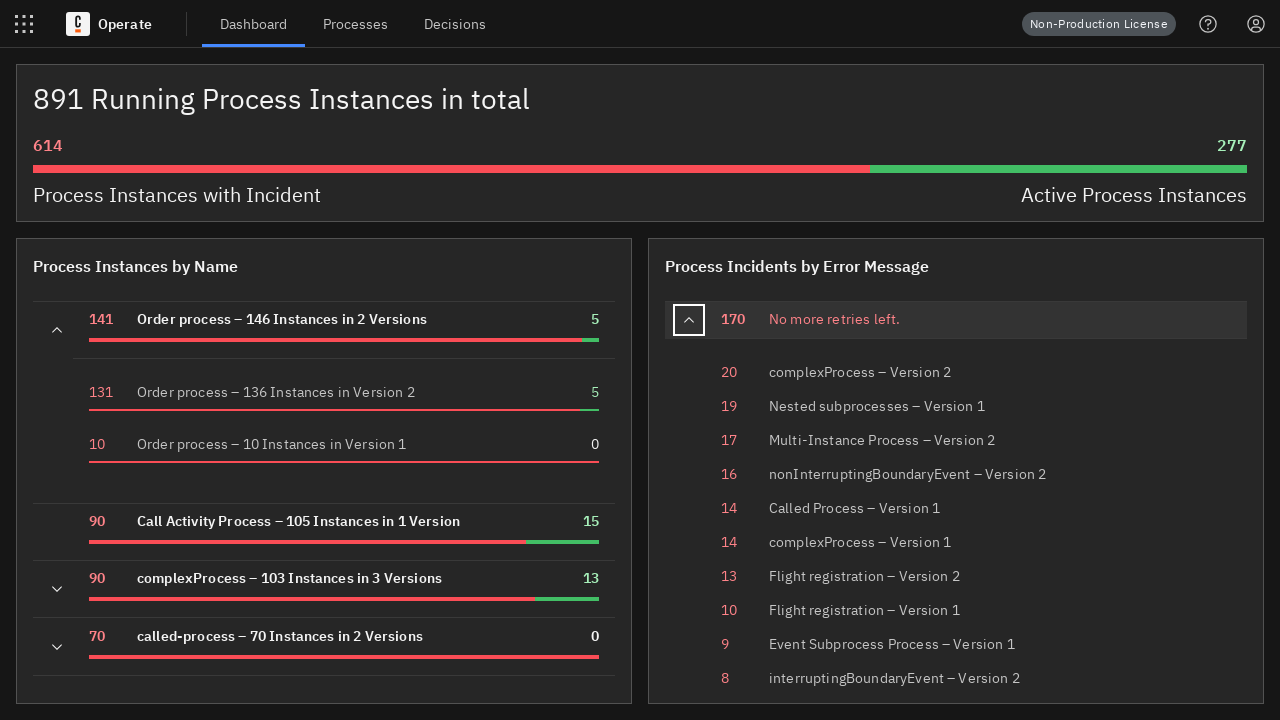 Operate
Dashboard
Processes
Decisions
Non-Production License
891 Running Process Instances in total
614
277
Process Instances with Incident
Active Process Instances
Process Instances by Name
141 Order process – 146 Instances in 2 Versions 5
131 Order process – 136 Instances in Version 2 5
10 Order process – 10 Instances in Version 1 0
90 Call Activity Process – 105 Instances in 1 Version 15
90 complexProcess – 103 Instances in 3 Versions 13
70 called-process – 70 Instances in 2 Versions 0
Process Incidents by Error Message
170 No more retries left.
20 complexProcess – Version 2
19 Nested subprocesses – Version 1
17 Multi-Instance Process – Version 2
16 nonInterruptingBoundaryEvent – Version 2
14 Called Process – Version 1
14 complexProcess – Version 1
13 Flight registration – Version 2
10 Flight registration – Version 1
9 Event Subprocess Process – Version 1
8 interruptingBoundaryEvent – Version 2